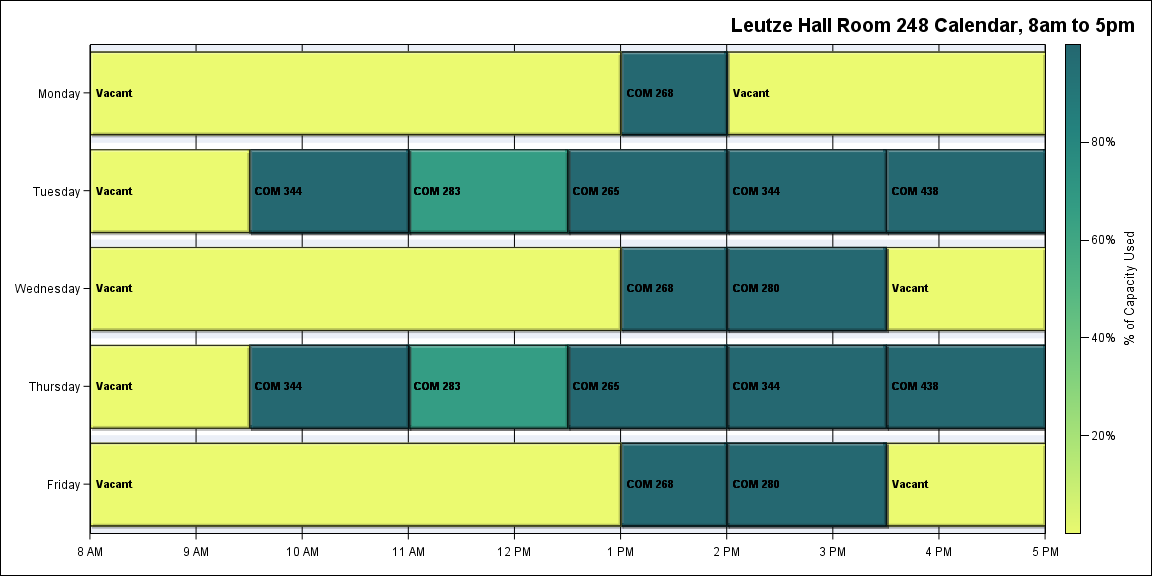 Leutze Hall Room 248 Calendar, 8am to 5pm
Monday
Vacant
COM 268
Vacant
Tuesday
Vacant
COM 344
COM 283
COM 265
COM 344
COM 438
Wednesday
Vacant
COM 268
COM 280
Vacant
Thursday
Vacant
COM 344
COM 283
COM 265
COM 344
COM 438
Friday
Vacant
COM 268
COM 280
Vacant
8 AM
9 AM
10 AM
11 AM
12 PM
1 PM
2 PM
3 PM
4 PM
5 PM
80%
60%
40%
20%
% of Capacity Used